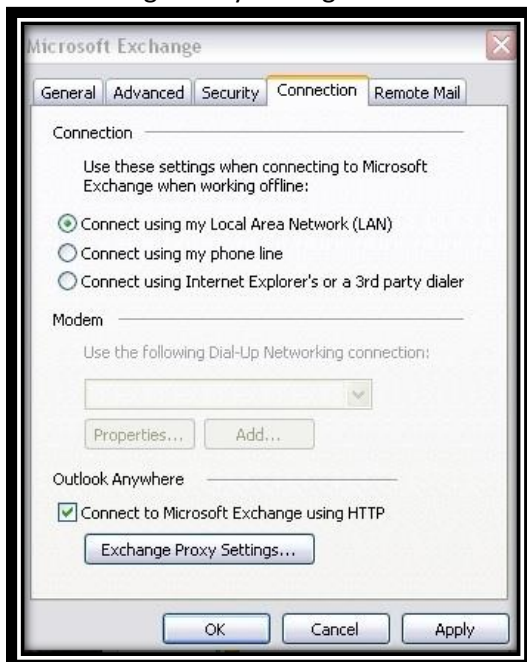 Microsoft Exchange
General Advanced Security Connection Remote Mail
Connection
Use these settings when connecting to Microsoft
Exchange when working offline:
Connect using my Local Area Network (LAN)
Connect using my phone line
Connect using Internet Explorer's or a 3rd party dialer
Modem
Use the following Dial-Up Networking connection:
Properties... Add...
Outlook Anywhere
Connect to Microsoft Exchange using HTTP
Exchange Proxy Settings...
OK Cancel Apply